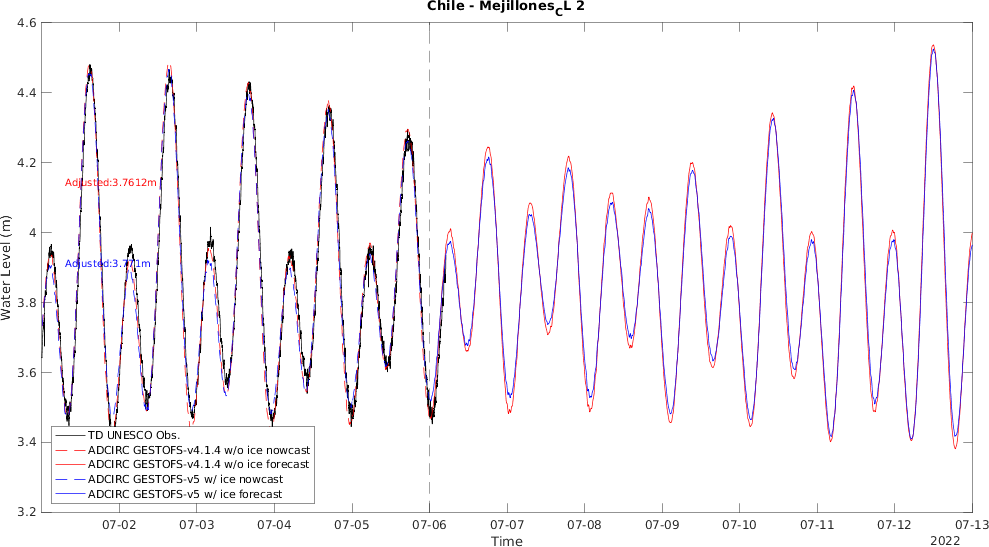 Chile - Mejillones_CL 2
4.6
4.4
4.2
4
3.8
3.6
3.4
3.2
Water Level (m)
Adjusted:3.7612m
Adjusted:3.771m
TD UNESCO Obs.
ADCIRC GESTOFS-v4.1.4 w/o ice nowcast
ADCIRC GESTOFS-v4.1.4 w/o ice forecast
ADCIRC GESTOFS-v5 w/ ice nowcast
ADCIRC GESTOFS-v5 w/ ice forecast
07-02 07-03 07-04 07-05 07-06 07-07 07-08 07-09 07-10 07-11 07-12 07-13
Time
2022